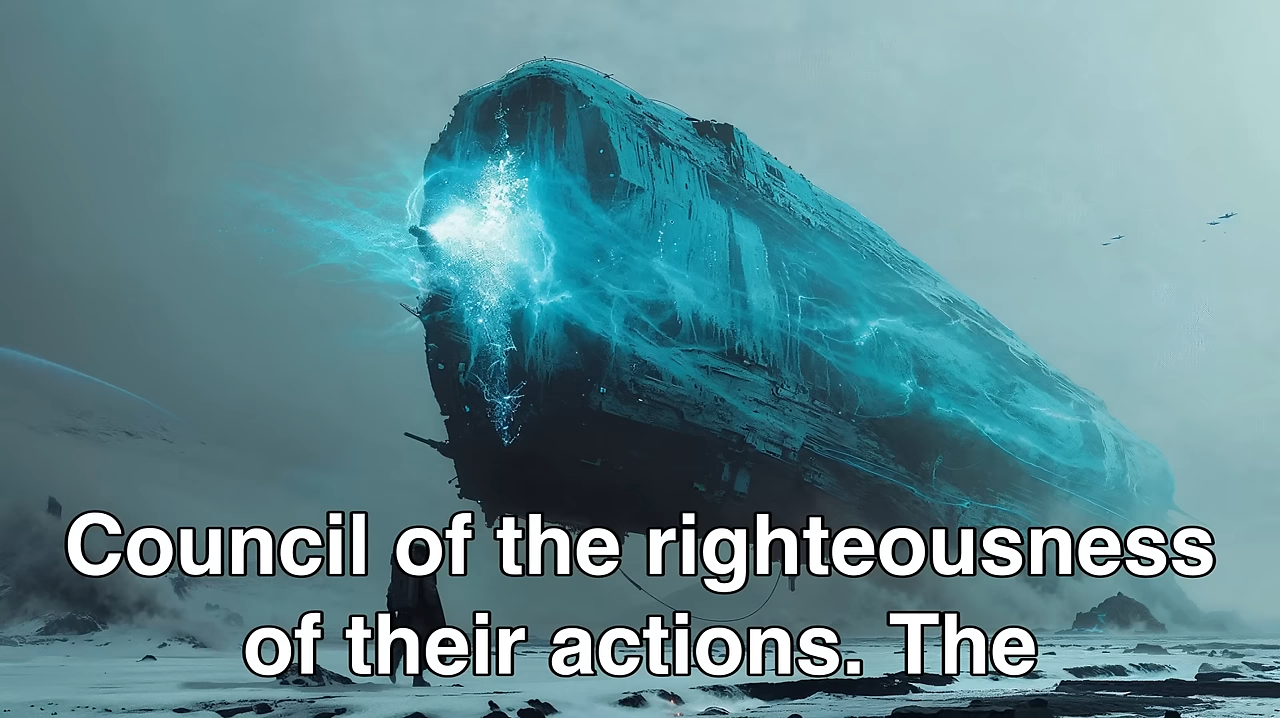 Council of the righteousness
of their actions. The